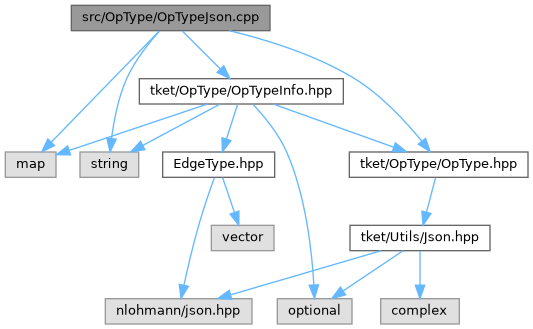 src/OpType/OpTypeJson.cpp
tket/OpType/OpTypeInfo.hpp
map
string
EdgeType.hpp
tket/OpType/OpType.hpp
vector
tket/Utils/Json.hpp
nlohmann/json.hpp
optional
complex